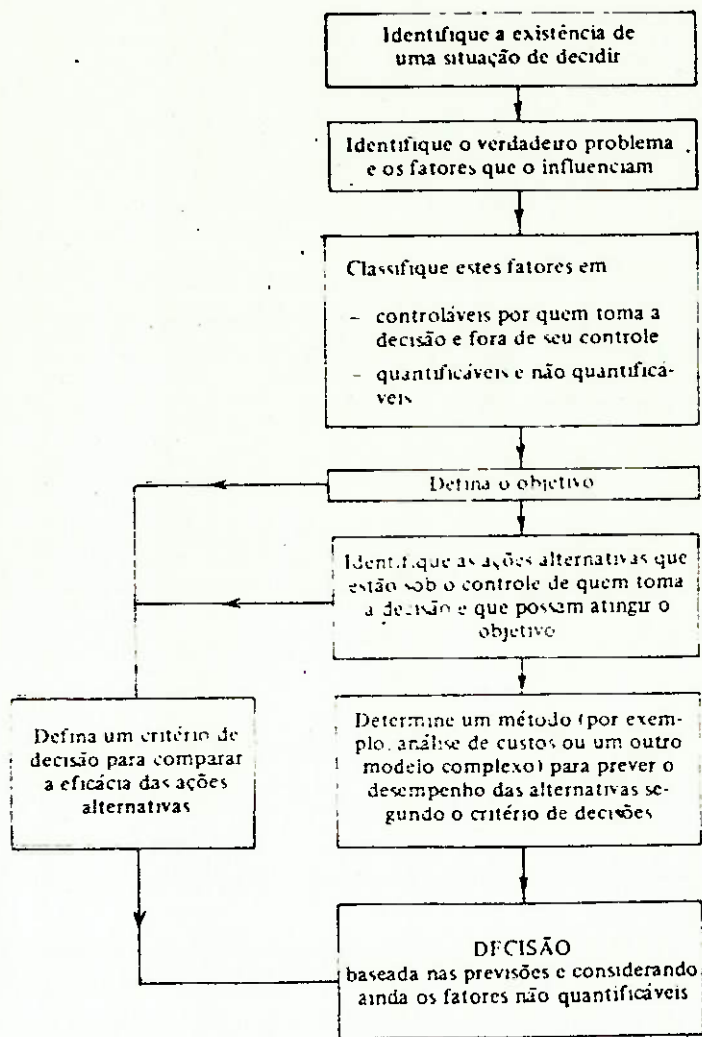 Identifique a existência de
uma situação de decidir
Identifique o verdadeiro problema
e os fatores que o influenciam
Classifique estes fatores em
– controláveis por quem toma a
decisão e fora de seu controle
– quantificáveis e não quantificá-
veis
Defina o objetivo
Identifique as ações alternativas que
estão sob o controle de quem toma
a decisão e que possam atingir o
objetivo
Defina um critério de
decisão para comparar
a eficácia das ações
alternativas
Determine um método (por exem-
plo, análise de custos ou um outro
modelo complexo) para prever o
desempenho das alternativas se-
gundo o critério de decisões
DECISÃO
baseada nas previsões e considerando
ainda os fatores não quantificáveis